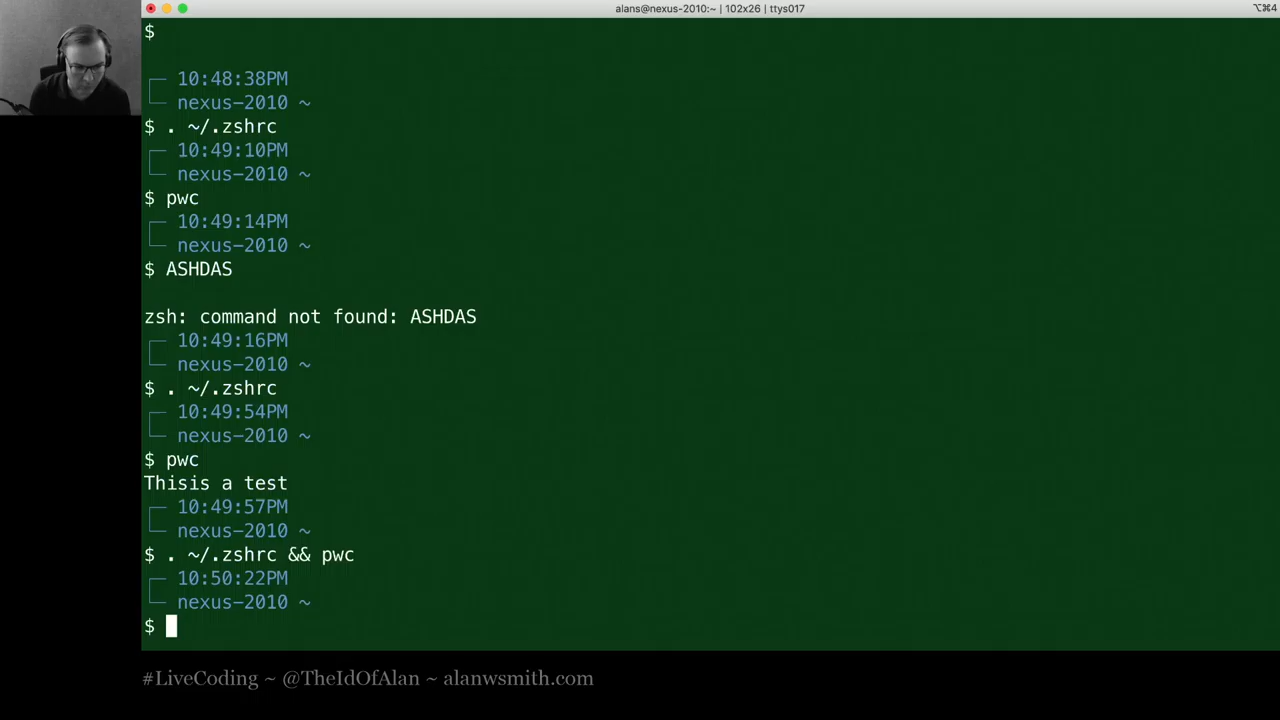 alans@nexus-2010:~ | 102x26 | ttys017
⌥⌘4
$
10:48:38PM
nexus-2010 ~
$ . ~/.zshrc
10:49:10PM
nexus-2010 ~
$ pwc
10:49:14PM
nexus-2010 ~
$ ASHDAS
zsh: command not found: ASHDAS
10:49:16PM
nexus-2010 ~
$ . ~/.zshrc
10:49:54PM
nexus-2010 ~
$ pwc
Thisis a test
10:49:57PM
nexus-2010 ~
$ . ~/.zshrc && pwc
10:50:22PM
nexus-2010 ~
$
#LiveCoding ~ @TheIdOfAlan ~ alanwsmith.com